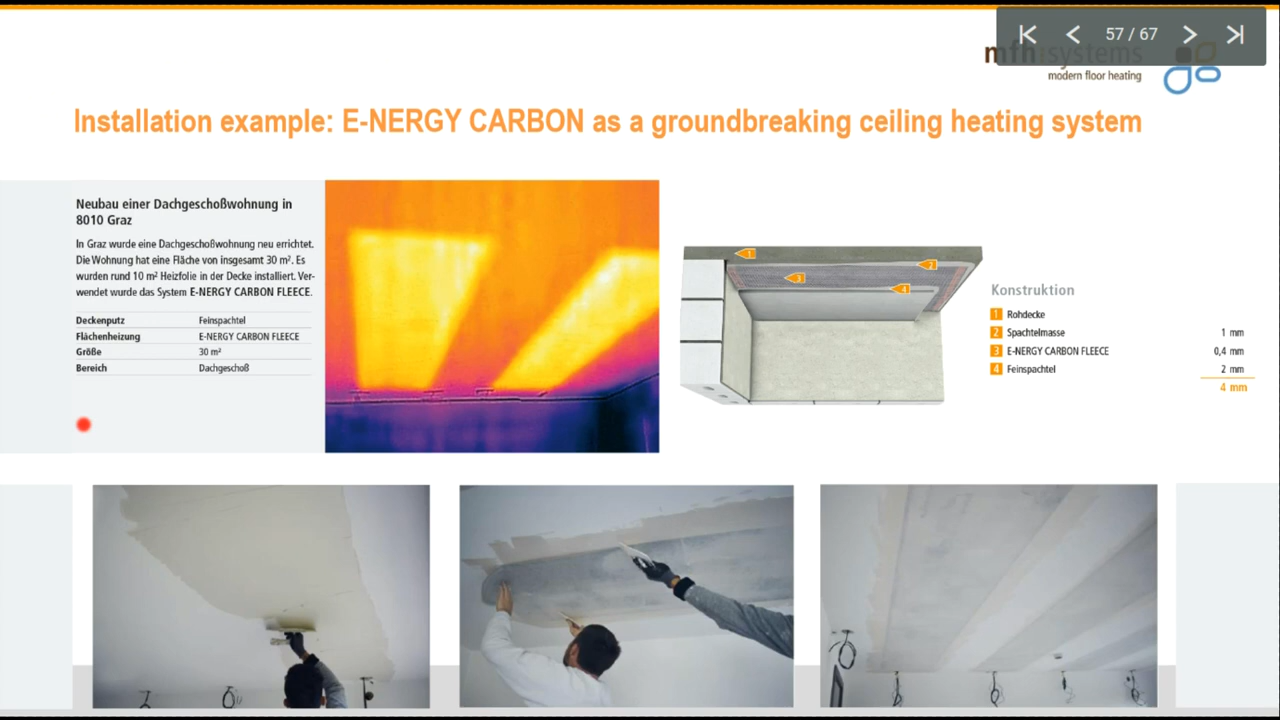 57 / 67
mfh systems
modern floor heating
Installation example: E-NERGY CARBON as a groundbreaking ceiling heating system
Neubau einer Dachgeschoßwohnung in
8010 Graz
In Graz wurde eine Dachgeschoßwohnung neu errichtet.
Die Wohnung hat eine Fläche von insgesamt 30 m². Es
wurden rund 10 m² Heizfolie in der Decke installiert. Ver-
wendet wurde das System E-NERGY CARBON FLEECE.
Deckenputz Feinspachtel
Flächenheizung E-NERGY CARBON FLEECE
Größe 30 m²
Bereich Dachgeschoß
1
2
3
4
Konstruktion
1 Rohdecke
2 Spachtelmasse 1 mm
3 E-NERGY CARBON FLEECE 0,4 mm
4 Feinspachtel 2 mm
4 mm